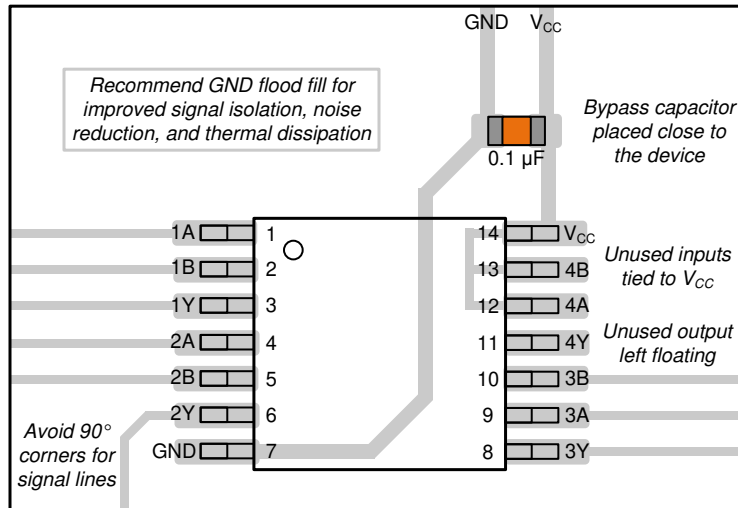 GND VCC
Recommend GND flood fill for
improved signal isolation, noise
reduction, and thermal dissipation
Bypass capacitor
placed close to
the device
0.1 µF
1A 1 14 VCC
1B 2 13 4B
Unused inputs
tied to VCC
1Y 3 12 4A
2A 4 11 4Y
Unused output
left floating
2B 5 10 3B
2Y 6 9 3A
Avoid 90°
corners for
signal lines
GND 7 8 3Y